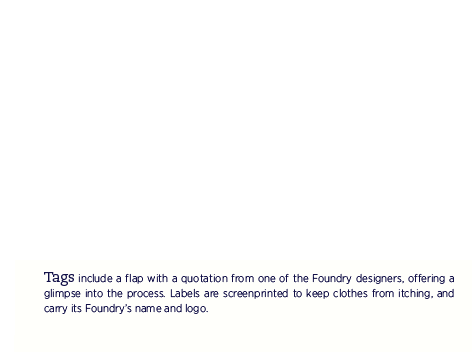 Tags include a flap with a quotation from one of the Foundry designers, offering a
glimpse into the process. Labels are screenprinted to keep clothes from itching, and
carry its Foundry's name and logo.